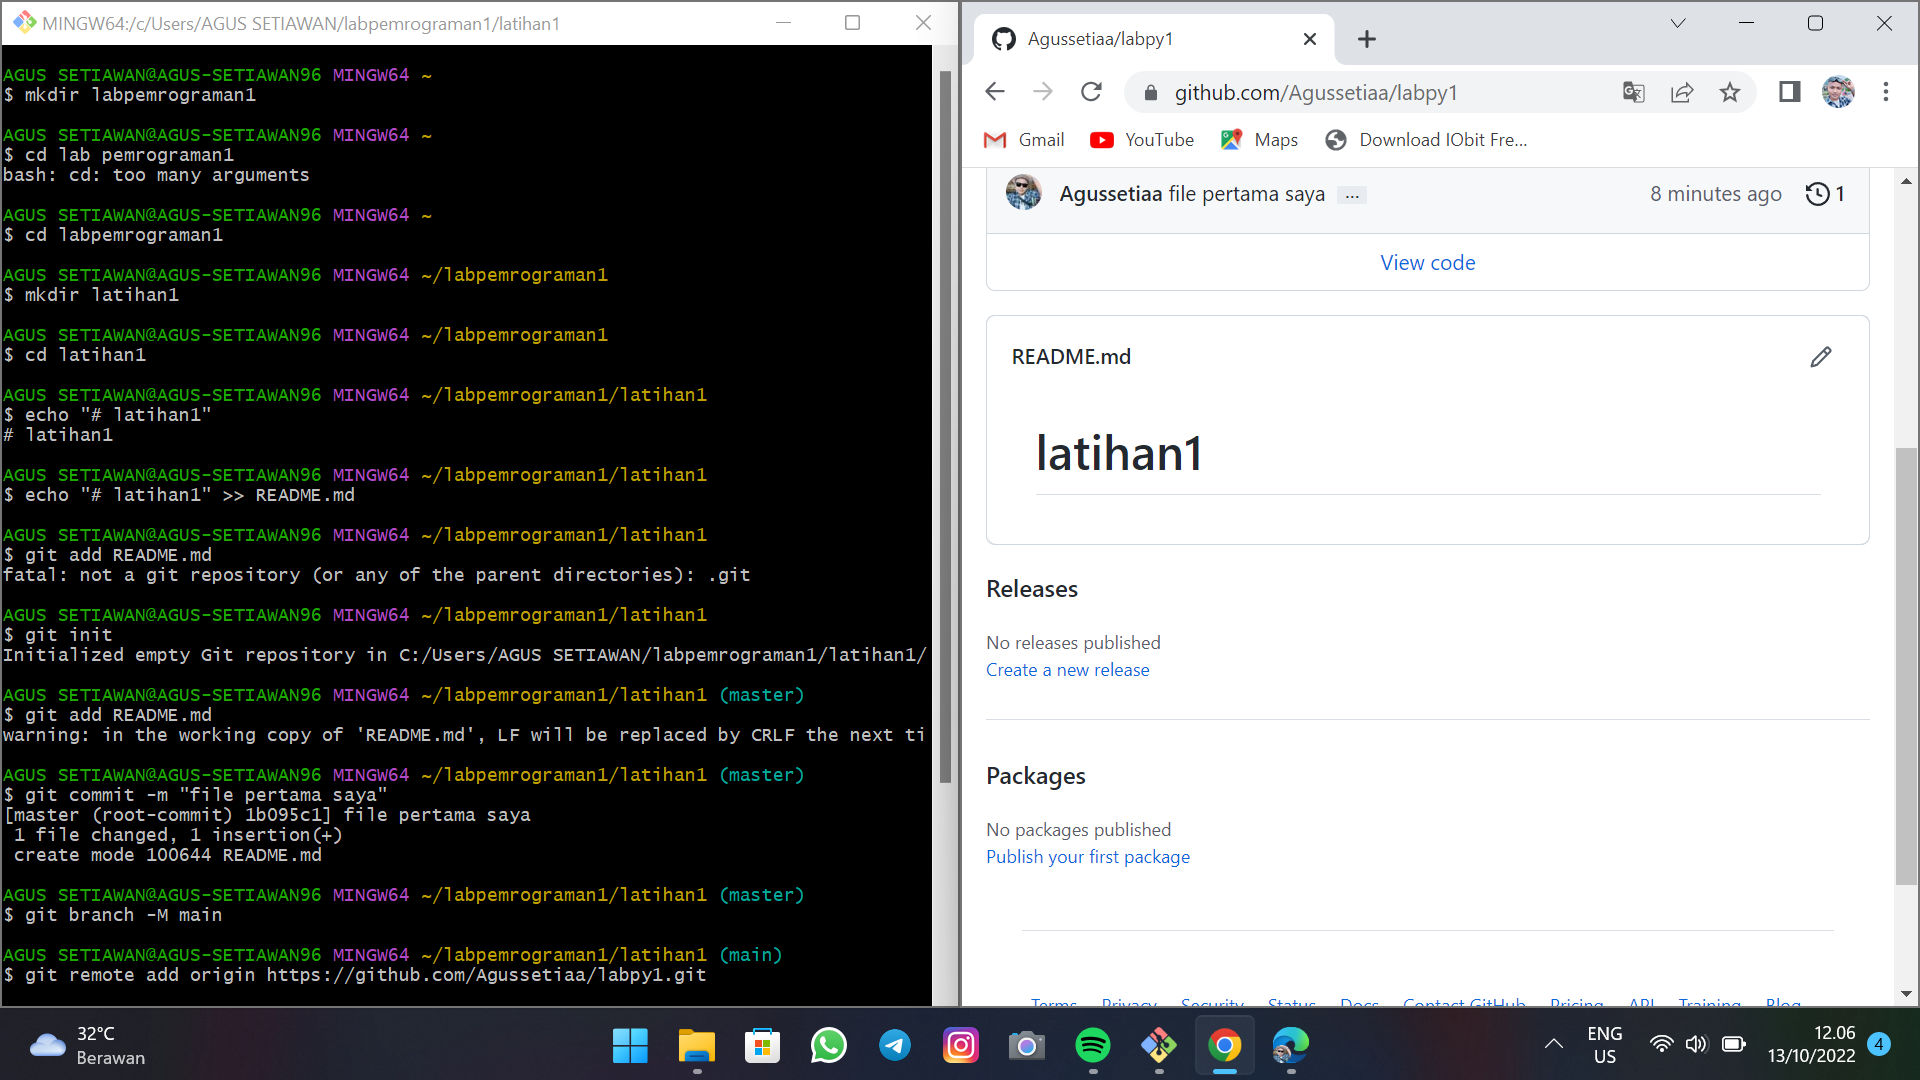 MINGW64:/c/Users/AGUS SETIAWAN/labpemrograman1/latihan1
AGUS SETIAWAN@AGUS-SETIAWAN96 MINGW64 ~
$ mkdir labpemrograman1
AGUS SETIAWAN@AGUS-SETIAWAN96 MINGW64 ~
$ cd lab pemrograman1
bash: cd: too many arguments
AGUS SETIAWAN@AGUS-SETIAWAN96 MINGW64 ~
$ cd labpemrograman1
AGUS SETIAWAN@AGUS-SETIAWAN96 MINGW64 ~/labpemrograman1
$ mkdir latihan1
AGUS SETIAWAN@AGUS-SETIAWAN96 MINGW64 ~/labpemrograman1
$ cd latihan1
AGUS SETIAWAN@AGUS-SETIAWAN96 MINGW64 ~/labpemrograman1/latihan1
$ echo "# latihan1"
# latihan1
AGUS SETIAWAN@AGUS-SETIAWAN96 MINGW64 ~/labpemrograman1/latihan1
$ echo "# latihan1" >> README.md
AGUS SETIAWAN@AGUS-SETIAWAN96 MINGW64 ~/labpemrograman1/latihan1
$ git add README.md
fatal: not a git repository (or any of the parent directories): .git
AGUS SETIAWAN@AGUS-SETIAWAN96 MINGW64 ~/labpemrograman1/latihan1
$ git init
Initialized empty Git repository in C:/Users/AGUS SETIAWAN/labpemrograman1/latihan1/
AGUS SETIAWAN@AGUS-SETIAWAN96 MINGW64 ~/labpemrograman1/latihan1 (master)
$ git add README.md
warning: in the working copy of 'README.md', LF will be replaced by CRLF the next ti
AGUS SETIAWAN@AGUS-SETIAWAN96 MINGW64 ~/labpemrograman1/latihan1 (master)
$ git commit -m "file pertama saya"
[master (root-commit) 1b095c1] file pertama saya
1 file changed, 1 insertion(+)
create mode 100644 README.md
AGUS SETIAWAN@AGUS-SETIAWAN96 MINGW64 ~/labpemrograman1/latihan1 (master)
$ git branch -M main
AGUS SETIAWAN@AGUS-SETIAWAN96 MINGW64 ~/labpemrograman1/latihan1 (main)
$ git remote add origin https://github.com/Agussetiaa/labpy1.git
Agussetiaa/labpy1
github.com/Agussetiaa/labpy1
Gmail YouTube Maps Download IObit Fre...
Agussetiaa file pertama saya ... 8 minutes ago 1
View code
README.md
latihan1
Releases
No releases published
Create a new release
Packages
No packages published
Publish your first package
Terms Privacy Security Status Docs Contact GitHub Pricing API Training Blog
32°C
Berawan
ENG
US
12.06
13/10/2022
4